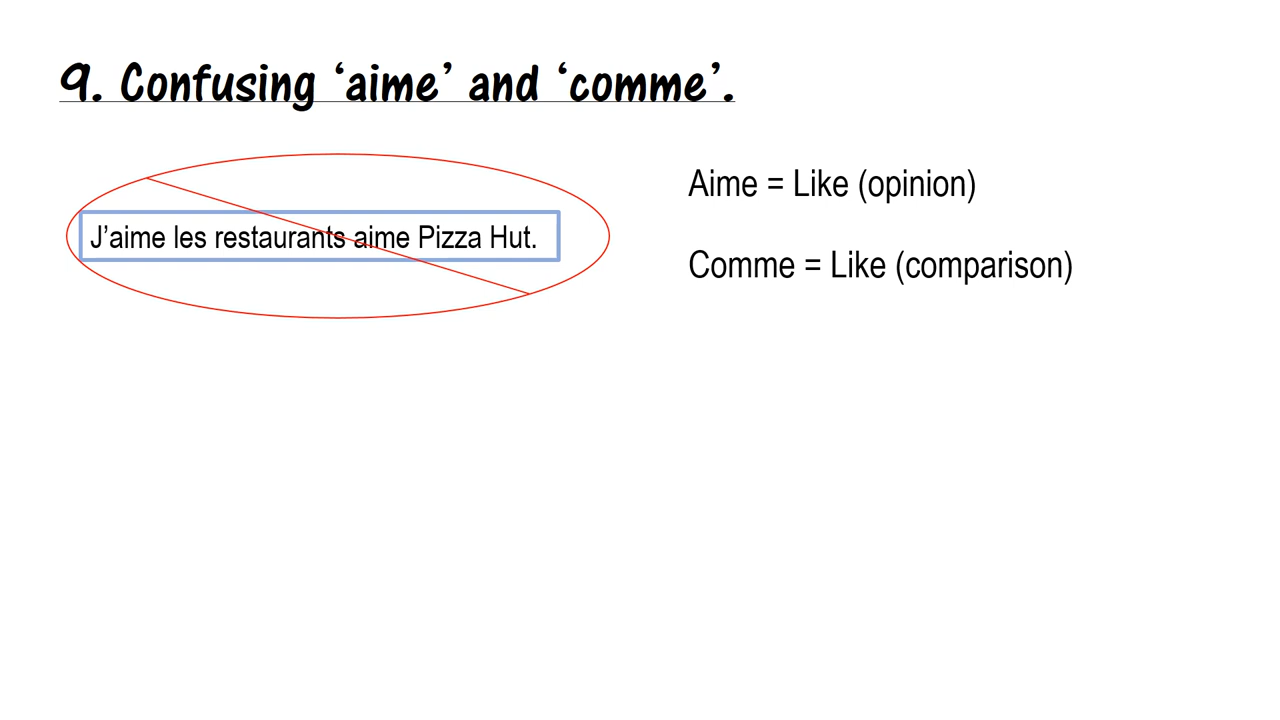 9. Confusing ‘aime’ and ‘comme’.
J’aime les restaurants aime Pizza Hut.
Aime = Like (opinion)
Comme = Like (comparison)